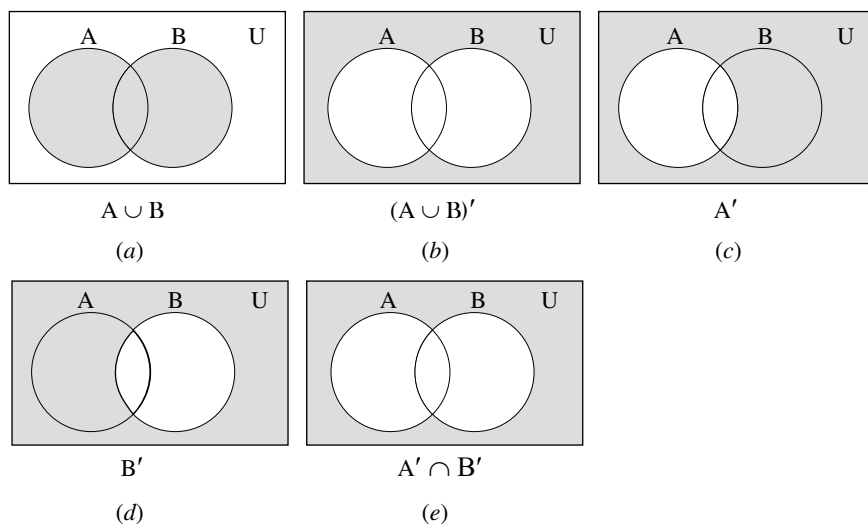 A B U A B U A B U
A ∪ B (A ∪ B)′ A′
(a) (b) (c)
A B U A B U
B′ A′ ∩ B′
(d) (e)